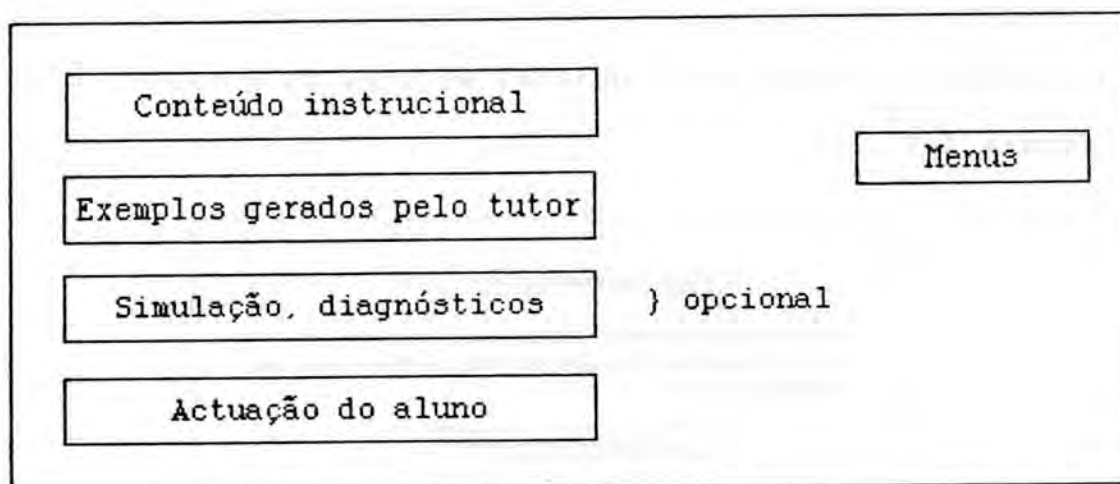 Conteúdo instrucional
Menus
Exemplos gerados pelo tutor
Simulação, diagnósticos } opcional
Actuação do aluno